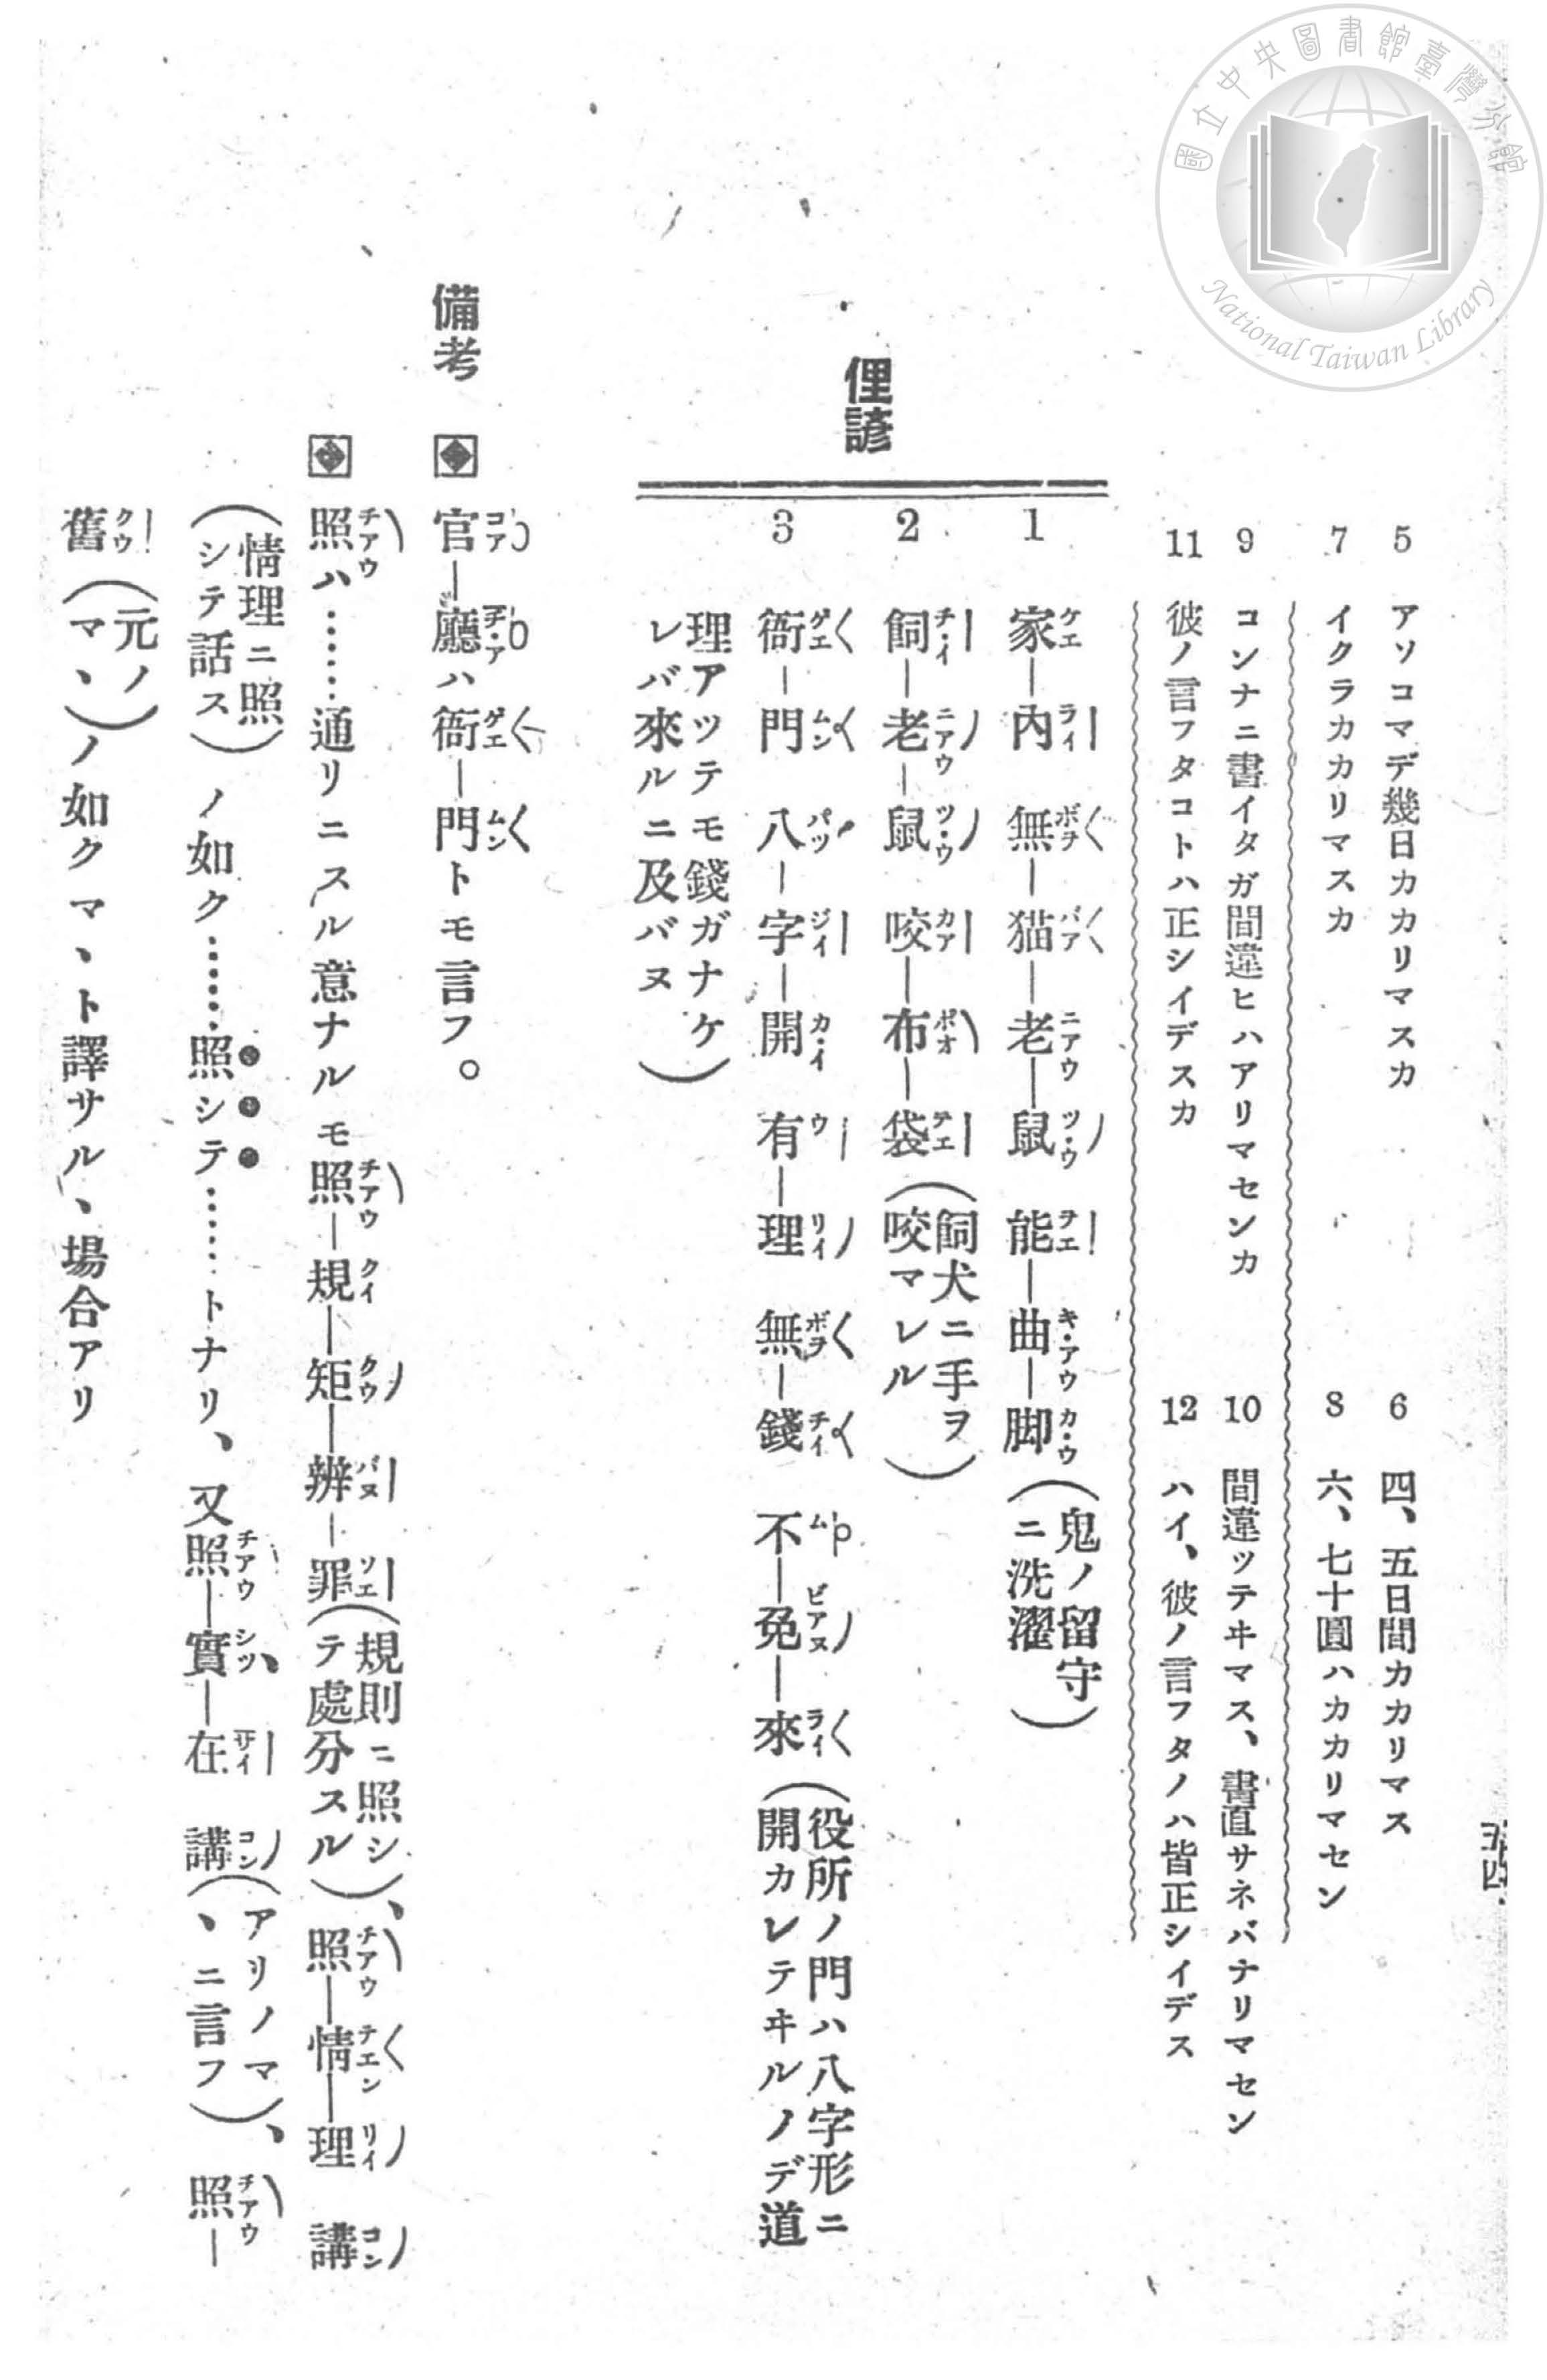 國立中央圖書館臺灣分館
National Taiwan Library
五四
5 アソコマデ幾日カカリマスカ
6 四、五日間カカリマス
7 イクラカカリマスカ
8 六、七十圓ハカカリマセン
9 コンナニ書イタガ間違ヒハアリマセンカ
10 間違ッテヰマス、書直サネバナリマセン
11 彼ノ言フタコトハ正シイデスカ
12 ハイ、彼ノ言フタノハ皆正シイデス
俚諺
1 家—內 無—猫—老—鼠 能—曲—脚(鬼ノ留守ニ洗濯)
ケエ ライ ボヲ バア ニアウ ツ・ウ ヲエ キ・アウ カ・ウ
2 飼—老—鼠 咬—布—袋(飼犬ニ手ヲ咬マレル)
チ・イ ニアウ ツ・ウ カア ポオ テエ
3 衙—門 八—字—開 有—理 無—錢 不—免—來(役所ノ門ハ八字形ニ開カレテヰルノデ道
ゲエ ムン パツ ジイ カ・イ ウ リイ ボヲ チイ ム ビアヌ ライ
理アッテモ錢ガナケレバ來ルニ及バヌ)
備考
官—廳ハ衙—門トモ言フ。
コア チ・ア ゲエ ムン
照ハ……通リニスル意ナルモ照—規—矩—辨—罪(規則ニ照シテ處分スル)、照—情—理 講
チアウ チアウ クイ クウ パヌ ソエ チアウ チエン リイ コン
(情理ニ照シテ話ス)ノ如ク……照シテ……トナリ、又照—實—在 講(アリノマヽニ言フ)、照—
チアウ シツ ザイ コン チアウ
舊(元ノマヽ)ノ如クマヽト譯サルヽ場合アリ
クウ